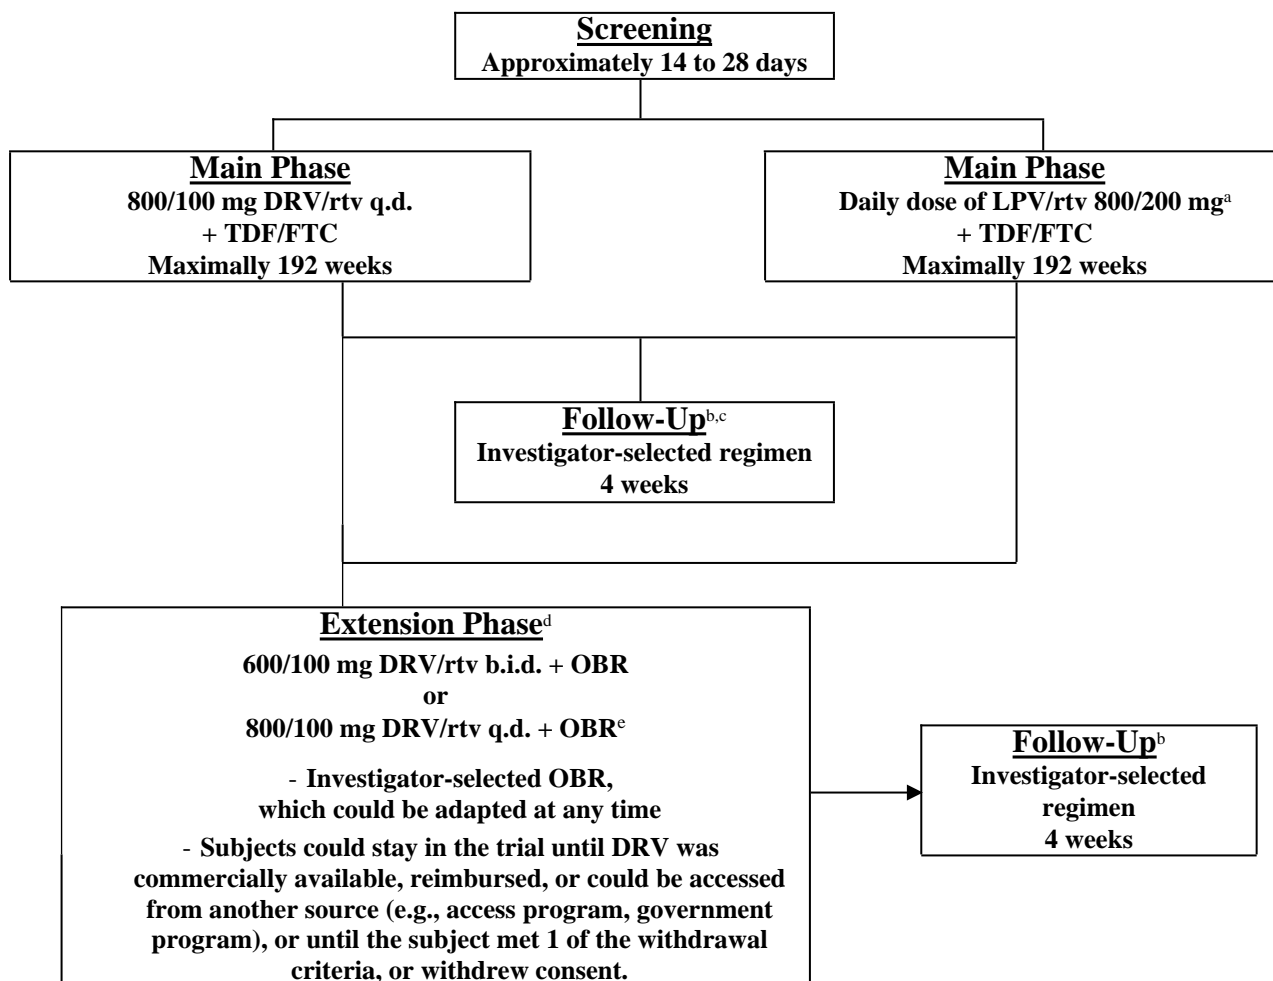 Screening
Approximately 14 to 28 days
Main Phase
800/100 mg DRV/rtv q.d.
+ TDF/FTC
Maximally 192 weeks
Main Phase
Daily dose of LPV/rtv 800/200 mgᵃ
+ TDF/FTC
Maximally 192 weeks
Follow-Upᵇ,ᶜ
Investigator-selected regimen
4 weeks
Extension Phaseᵈ
600/100 mg DRV/rtv b.i.d. + OBR
or
800/100 mg DRV/rtv q.d. + OBRᵉ
- Investigator-selected OBR,
which could be adapted at any time
- Subjects could stay in the trial until DRV was
commercially available, reimbursed, or could be accessed
from another source (e.g., access program, government
program), or until the subject met 1 of the withdrawal
criteria, or withdrew consent.
Follow-Upᵇ
Investigator-selected
regimen
4 weeks